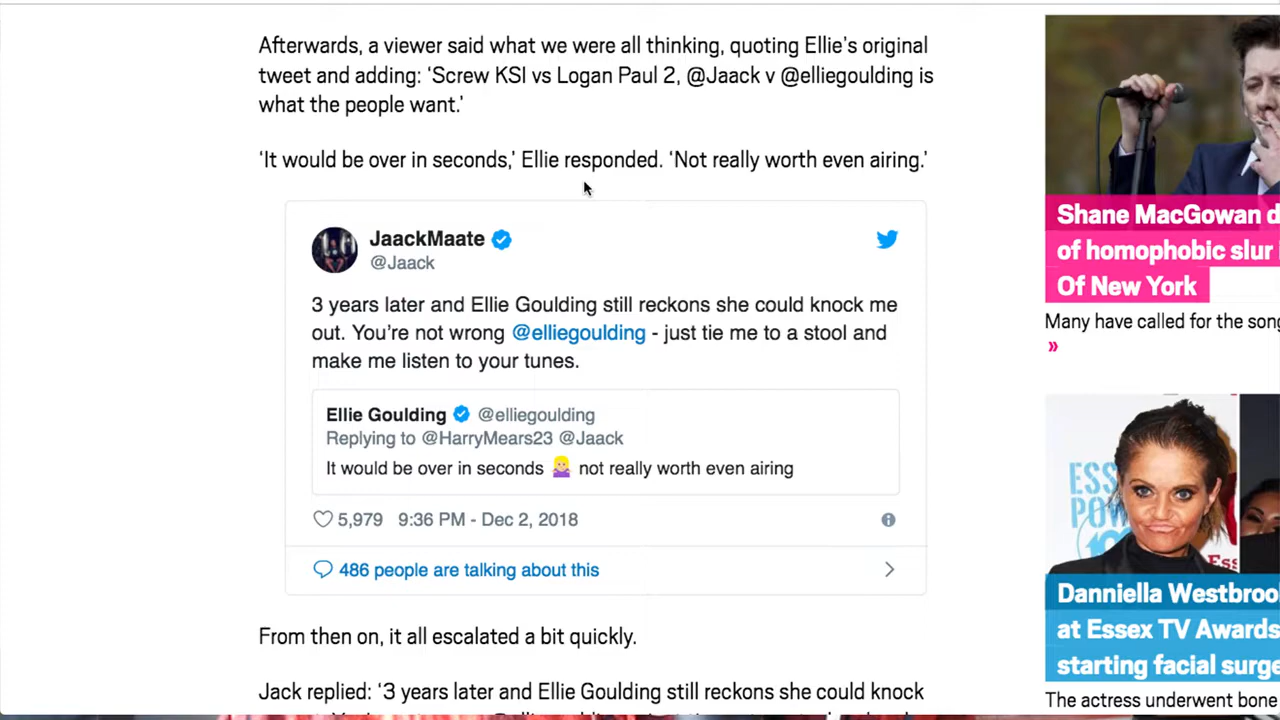 Afterwards, a viewer said what we were all thinking, quoting Ellie’s original
tweet and adding: ‘Screw KSI vs Logan Paul 2, @Jaack v @elliegoulding is
what the people want.’
‘It would be over in seconds,’ Ellie responded. ‘Not really worth even airing.’
JaackMaate
@Jaack
3 years later and Ellie Goulding still reckons she could knock me
out. You’re not wrong @elliegoulding - just tie me to a stool and
make me listen to your tunes.
Ellie Goulding @elliegoulding
Replying to @HarryMears23 @Jaack
It would be over in seconds 🤷🏼‍♀️ not really worth even airing
5,979 9:36 PM - Dec 2, 2018
486 people are talking about this
From then on, it all escalated a bit quickly.
Jack replied: ‘3 years later and Ellie Goulding still reckons she could knock
Shane MacGowan d
of homophobic slur
Of New York
Many have called for the song
»
ESS
Ess
Danniella Westbroo
at Essex TV Awards
starting facial surge
The actress underwent bone